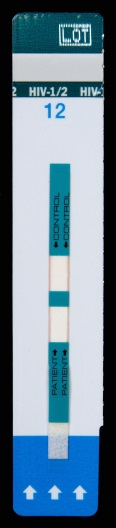 LOT
2 HIV-1/2 HIV-1
12
CONTROL
CONTROL
PATIENT
PATIENT